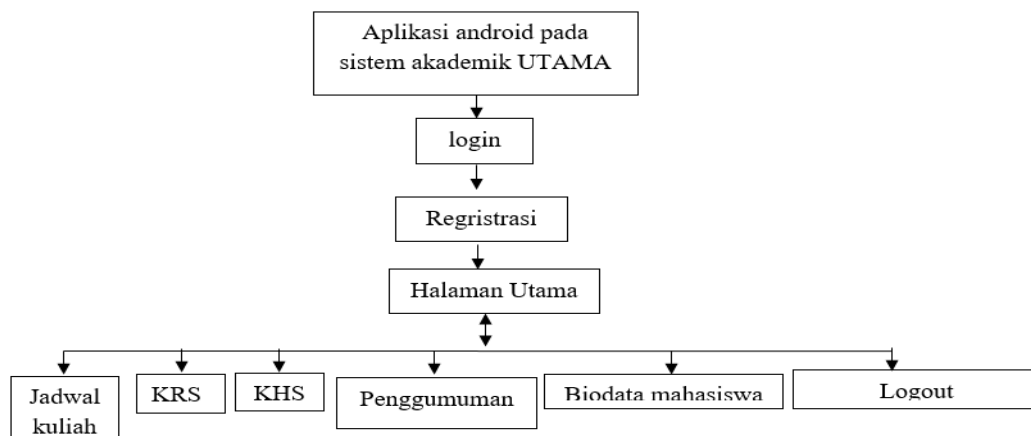 Aplikasi android pada
sistem akademik UTAMA
login
Regristrasi
Halaman Utama
Jadwal
kuliah
KRS
KHS
Penggumuman
Biodata mahasiswa
Logout